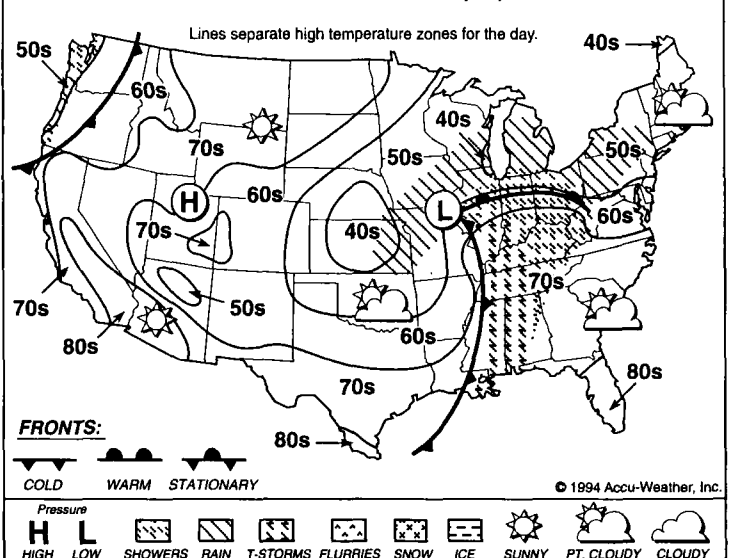 Lines separate high temperature zones for the day.
50s
40s
60s
40s
70s
50s
50s
60s
H
L
60s
70s
40s
70s
70s
50s
80s
60s
80s
70s
80s
FRONTS:
COLD WARM STATIONARY
© 1994 Accu-Weather, Inc.
Pressure
H L
HIGH LOW SHOWERS RAIN T-STORMS FLURRIES SNOW ICE SUNNY PT. CLOUDY CLOUDY